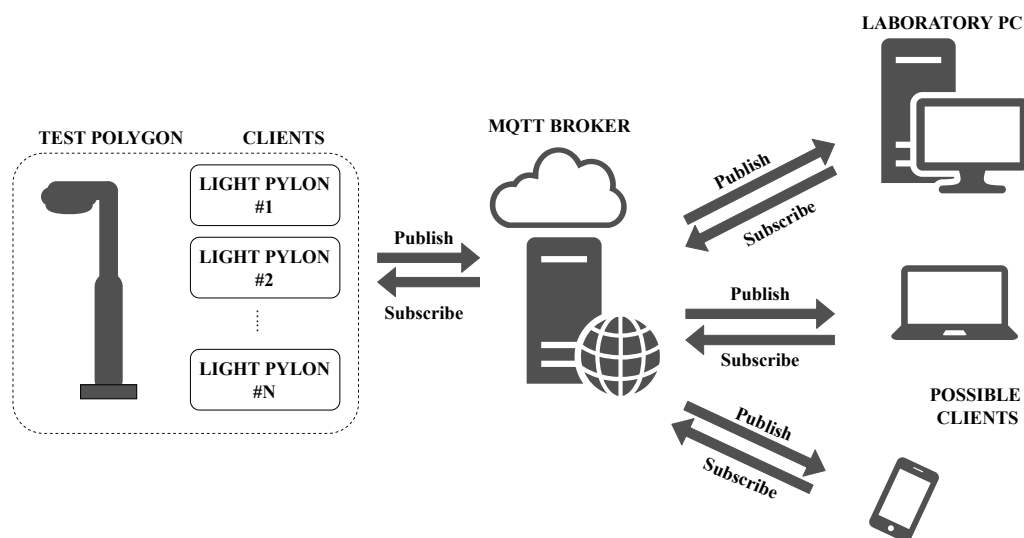 LABORATORY PC
TEST POLYGON
CLIENTS
MQTT BROKER
LIGHT PYLON
#1
LIGHT PYLON
#2
LIGHT PYLON
#N
Publish
Subscribe
Publish
Subscribe
Publish
Subscribe
Publish
Subscribe
POSSIBLE
CLIENTS